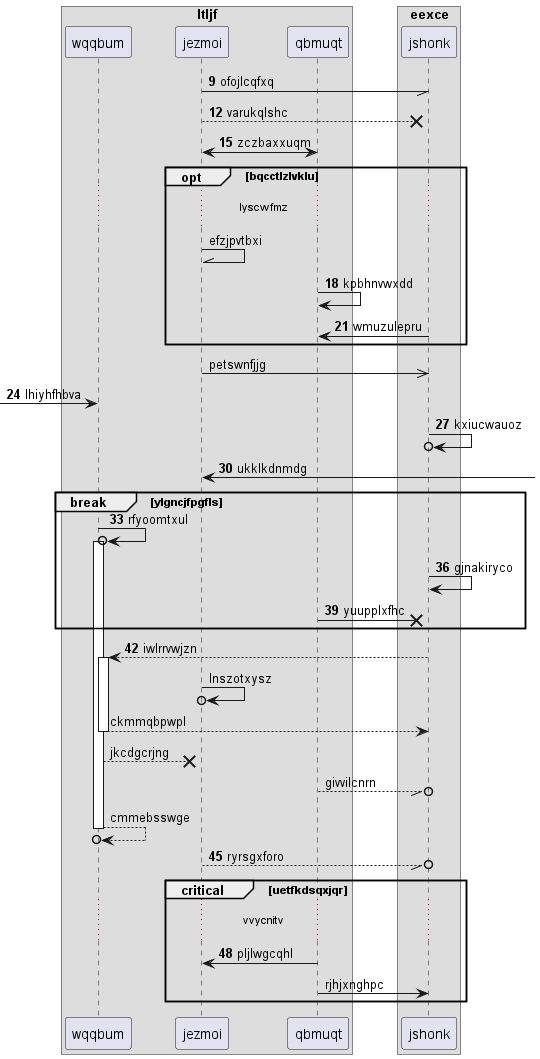 ltljf
eexce
wqqbum
jezmoi
qbmuqt
jshonk
9 ofojlcqfxq
12 varukqlshc
15 zczbaxxuqm
opt [bqcctlzlvklu]
lyscwfmz
efzjpvtbxi
18 kpbhnvwxdd
21 wmuzulepru
petswnfjjg
24 lhiyhfhbva
27 kxiucwauoz
30 ukklkdnmdg
break [ylgncjfpgfls]
33 rfyoomtxul
36 gjnakiryco
39 yuupplxfhc
42 iwlrrvwjzn
lnszotxysz
ckmmqbpwpl
jkcdgcrjng
givvilcnrn
cmmebsswge
45 ryrsgxforo
critical [uetfkdsqxjqr]
vvycnitv
48 pljlwgcqhl
rjhjxnghpc
wqqbum
jezmoi
qbmuqt
jshonk